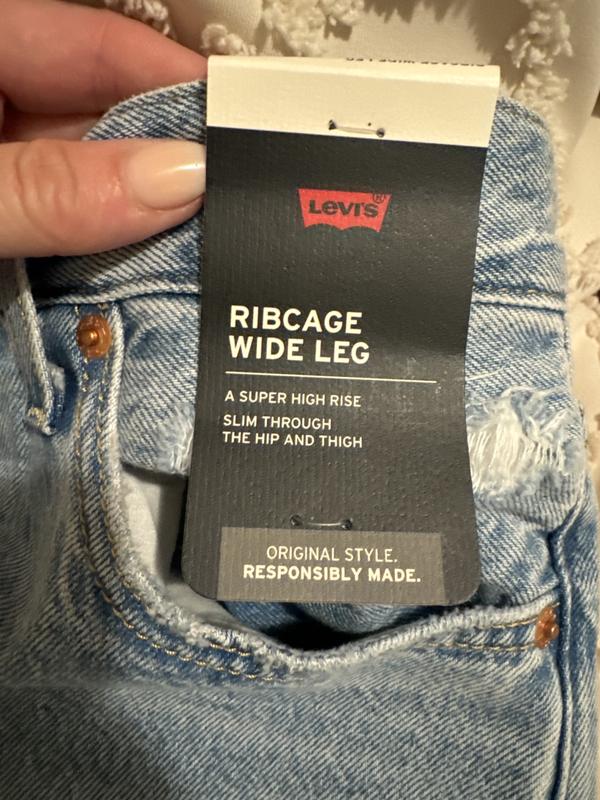 Levi's®
RIBCAGE
WIDE LEG
A SUPER HIGH RISE
SLIM THROUGH
THE HIP AND THIGH
ORIGINAL STYLE.
RESPONSIBLY MADE.